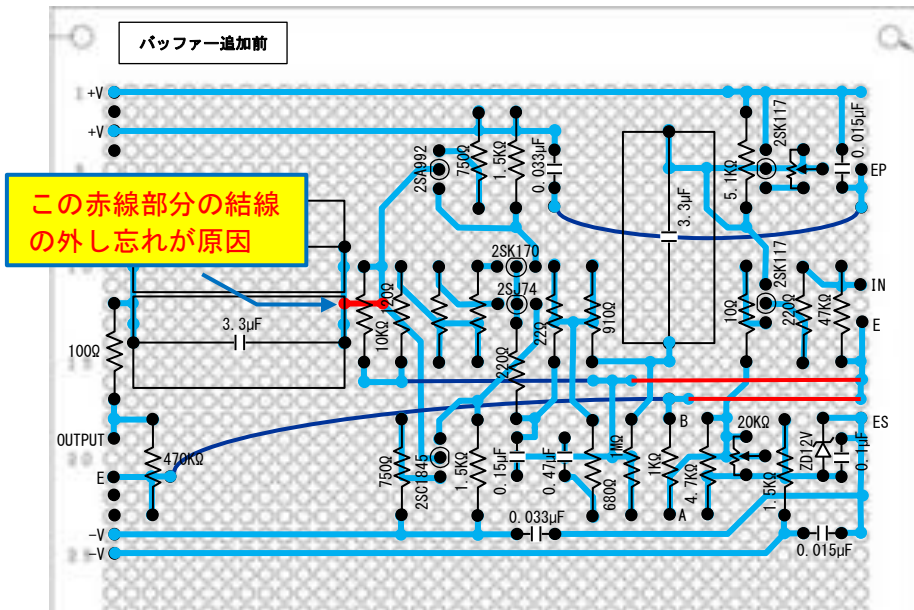 バッファー追加前
+V
+V
この赤線部分の結線
の外し忘れが原因
2SA992
750Ω
1.5KΩ
0.033μF
3.3μF
5.1KΩ
2SK117
0.015μF
EP
2SK170
2SJ74
2SK117
IN
E
3.3μF
100Ω
10KΩ
120Ω
22Ω
910Ω
10Ω
220Ω
47KΩ
220Ω
OUTPUT
470KΩ
E
750Ω
2SC1845
1.5KΩ
0.15μF
0.47μF
680Ω
1MΩ
1KΩ
B
A
4.7KΩ
20KΩ
1.5KΩ
ZD12V
0.1μF
ES
0.033μF
0.015μF
-V
-V